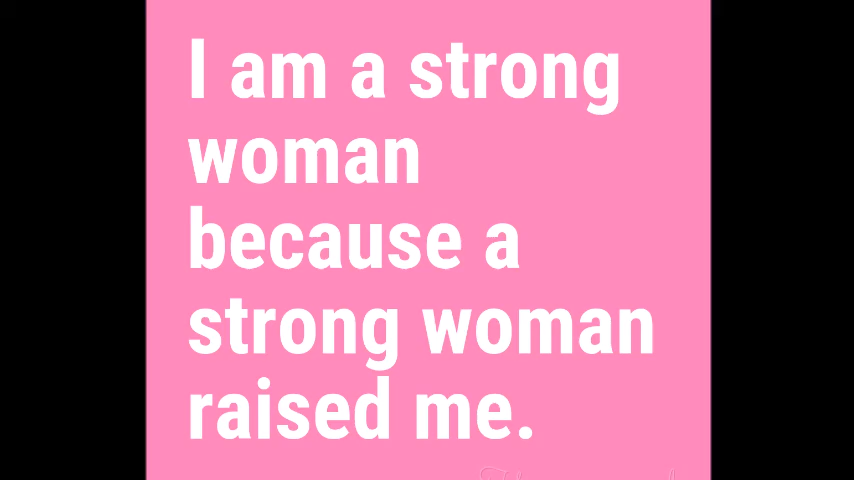 I am a strong
woman
because a
strong woman
raised me.